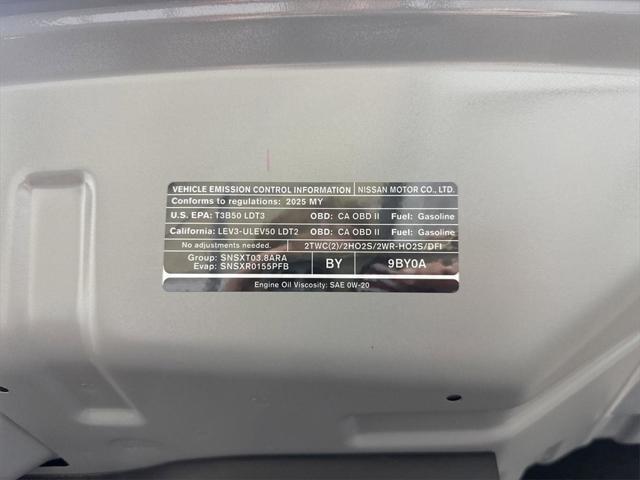 VEHICLE EMISSION CONTROL INFORMATION NISSAN MOTOR CO., LTD.
Conforms to regulations: 2025 MY
U.S. EPA: T3B50 LDT3 OBD: CA OBD II Fuel: Gasoline
California: LEV3-ULEV50 LDT2 OBD: CA OBD II Fuel: Gasoline
No adjustments needed. 2TWC(2)/2HO2S/2WR-HO2S/DFI
Group: SNSXT03.8ARA
Evap: SNSXR0155PFB BY 9BY0A
Engine Oil Viscosity: SAE 0W-20